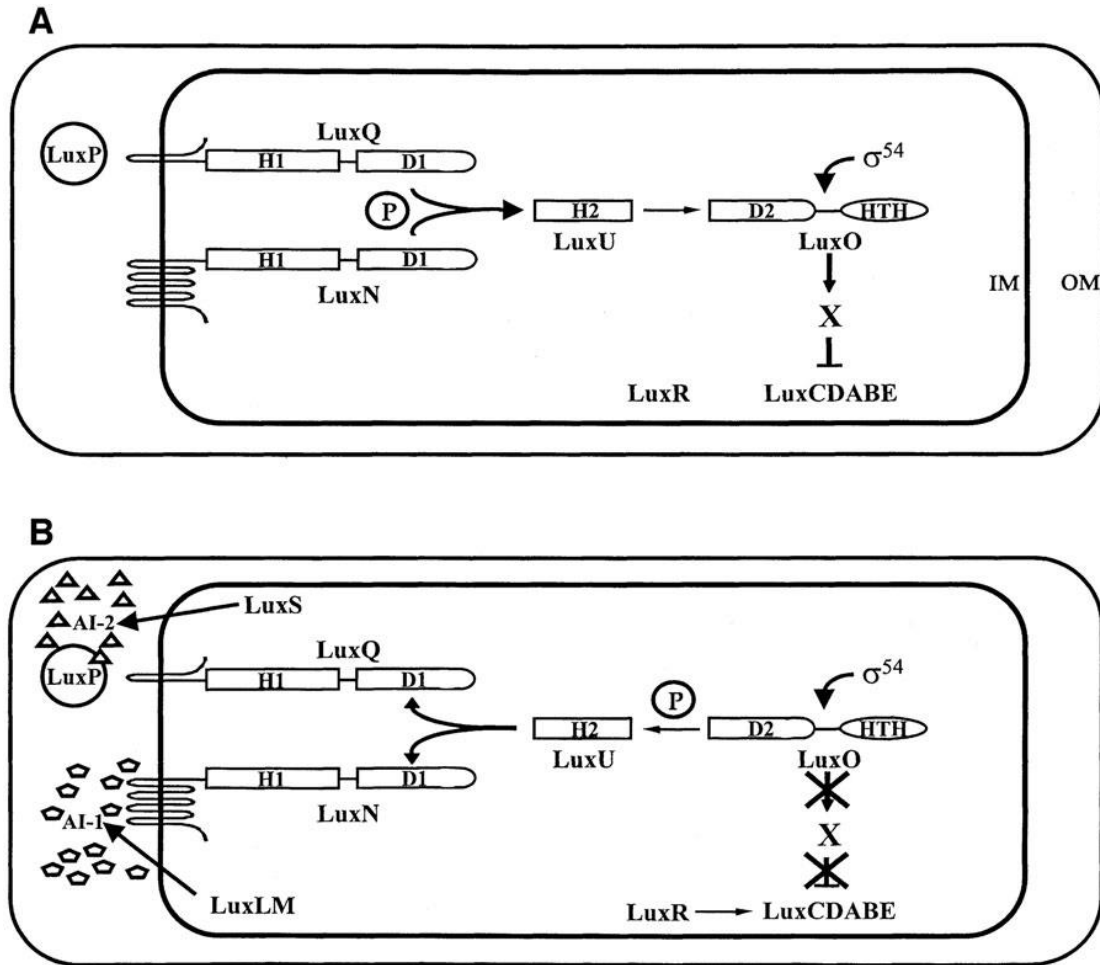 A
LuxQ
LuxP
H1
D1
σ54
P
H2
D2
HTH
LuxU
LuxO
H1
D1
LuxN
IM
OM
X
LuxR
LuxCDABE
B
LuxS
AI-2
LuxQ
LuxP
H1
D1
σ54
P
H2
D2
HTH
LuxU
LuxO
H1
D1
LuxN
AI-1
X
LuxLM
LuxR
LuxCDABE